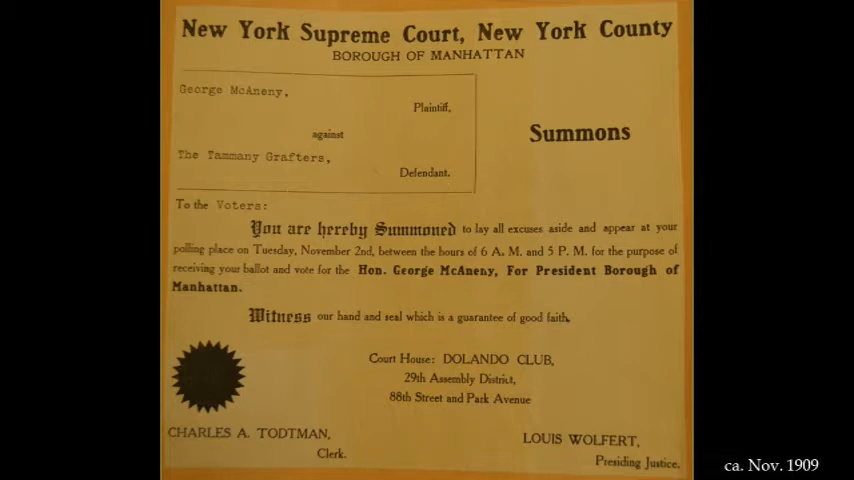 New York Supreme Court, New York County
BOROUGH OF MANHATTAN
George McAneny,
Plaintiff,
against
Summons
The Tammany Grafters,
Defendant.
To the Voters:
You are hereby Summoned to lay all excuses aside and appear at your
polling place on Tuesday, November 2nd, between the hours of 6 A. M. and 5 P. M. for the purpose of
receiving your ballot and vote for the Hon. George McAneny, For President Borough of
Manhattan.
Witness our hand and seal which is a guarantee of good faith.
Court House: DOLANDO CLUB,
29th Assembly District,
88th Street and Park Avenue
CHARLES A. TODTMAN,
Clerk.
LOUIS WOLFERT,
Presiding Justice.
ca. Nov. 1909